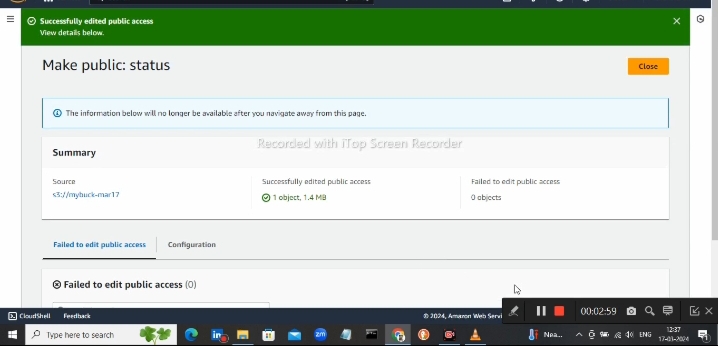 Successfully edited public access
View details below.
Make public: status
Close
The information below will no longer be available after you navigate away from this page.
Recorded with iTop Screen Recorder
Summary
Source
Successfully edited public access
Failed to edit public access
s3://mybuck-mar17
1 object, 1.4 MB
0 objects
Failed to edit public access
Configuration
Failed to edit public access (0)
00:02:59
CloudShell
Feedback
© 2024, Amazon Web Servi
Type here to search
in
zm
Nea...
ENG
12:37
17-03-2024